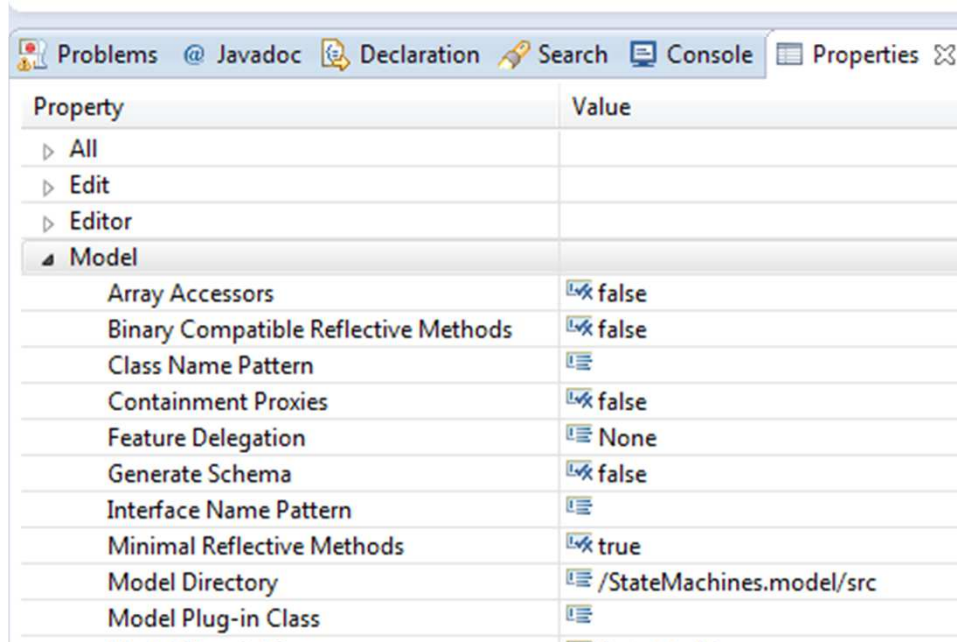 Problems @ Javadoc Declaration Search Console Properties
Property Value
All
Edit
Editor
Model
Array Accessors false
Binary Compatible Reflective Methods false
Class Name Pattern
Containment Proxies false
Feature Delegation None
Generate Schema false
Interface Name Pattern
Minimal Reflective Methods true
Model Directory /StateMachines.model/src
Model Plug-in Class